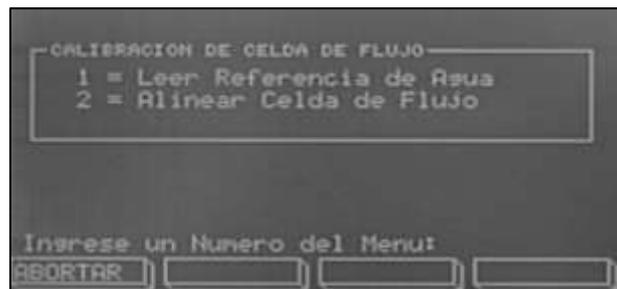 CALIBRACION DE CELDA DE FLUJO
1 = Leer Referencia de Agua
2 = Alinear Celda de Flujo
Ingrese un Numero del Menu:
ABORTAR